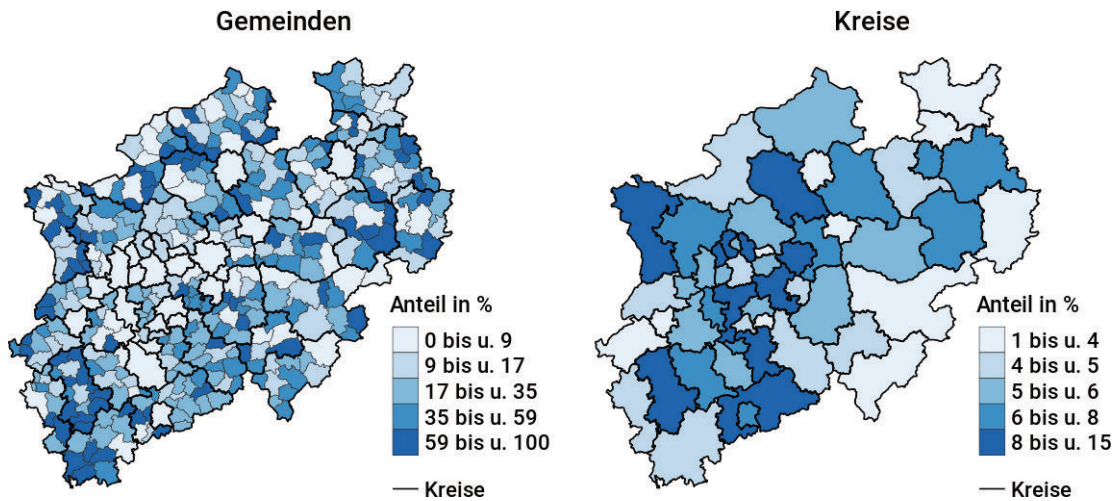 Gemeinden
Anteil in %
0 bis u. 9
9 bis u. 17
17 bis u. 35
35 bis u. 59
59 bis u. 100
Kreise
Kreise
Anteil in %
1 bis u. 4
4 bis u. 5
5 bis u. 6
6 bis u. 8
8 bis u. 15
Kreise